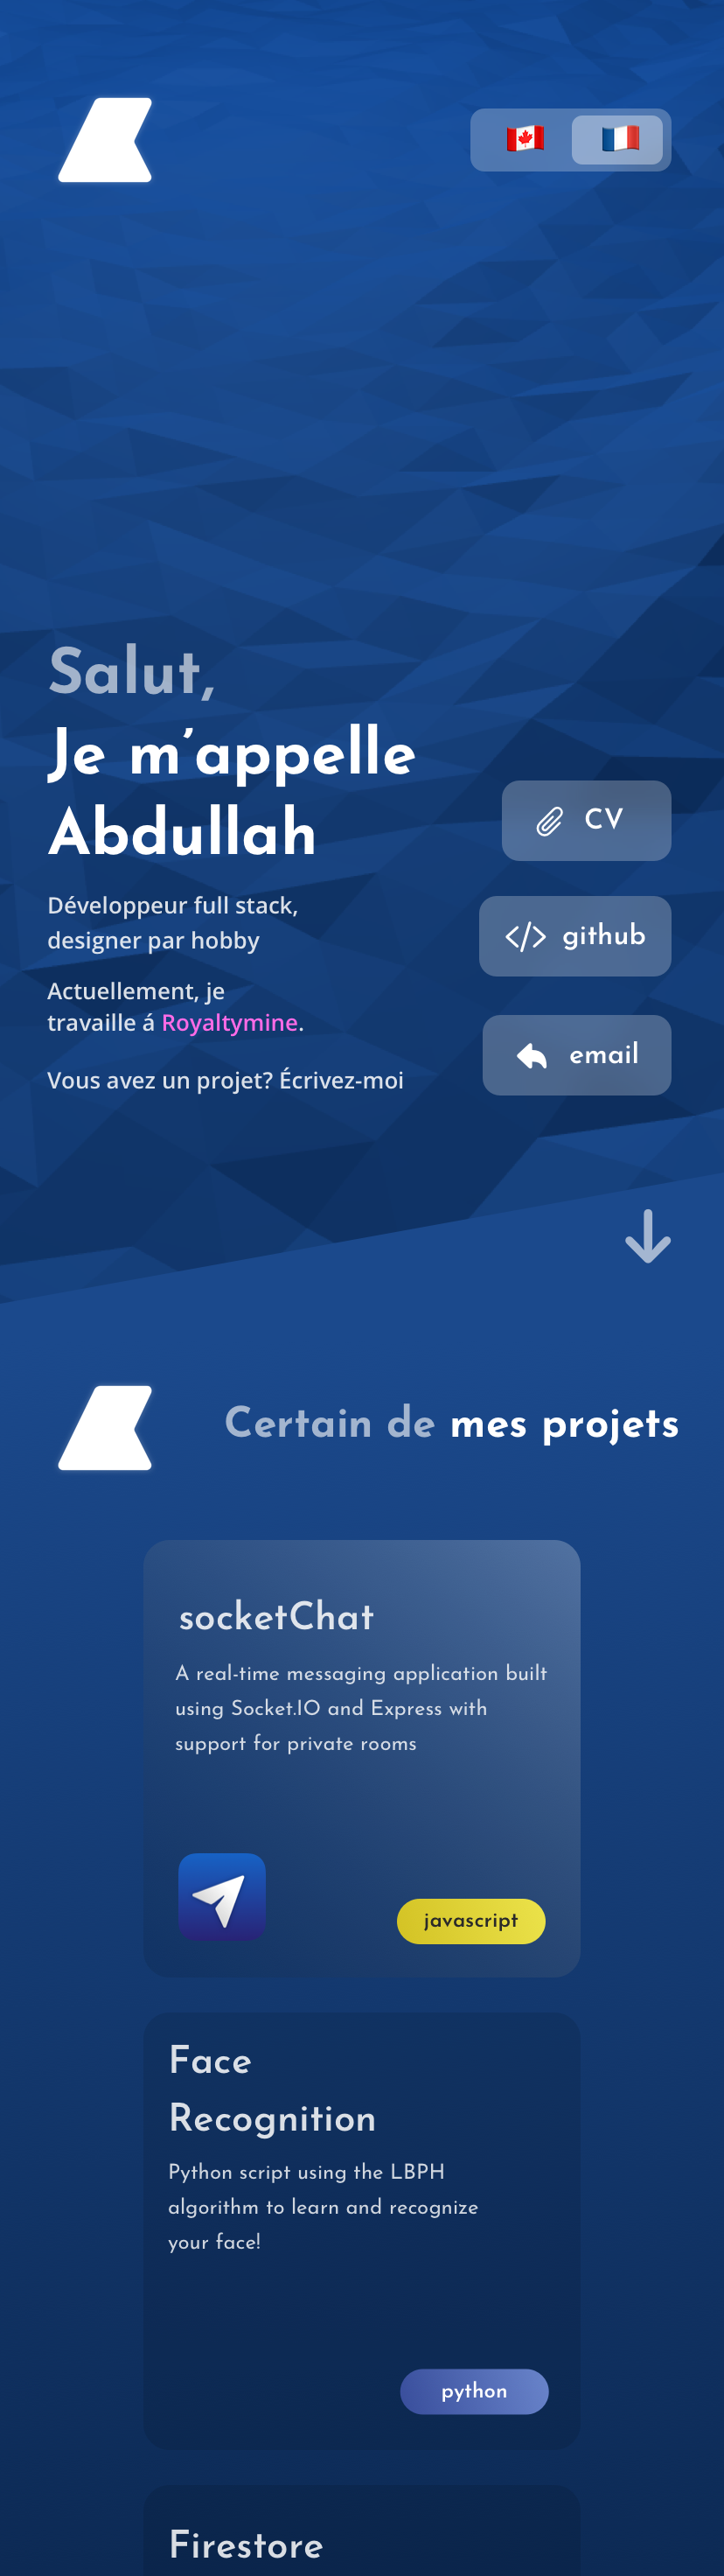 Salut,
Je m’appelle
Abdullah
Développeur full stack,
designer par hobby
Actuellement, je
travaille á Royaltymine.
Vous avez un projet? Écrivez-moi
CV
github
email
Certain de mes projets
socketChat
A real-time messaging application built
using Socket.IO and Express with
support for private rooms
javascript
Face
Recognition
Python script using the LBPH
algorithm to learn and recognize
your face!
python
Firestore